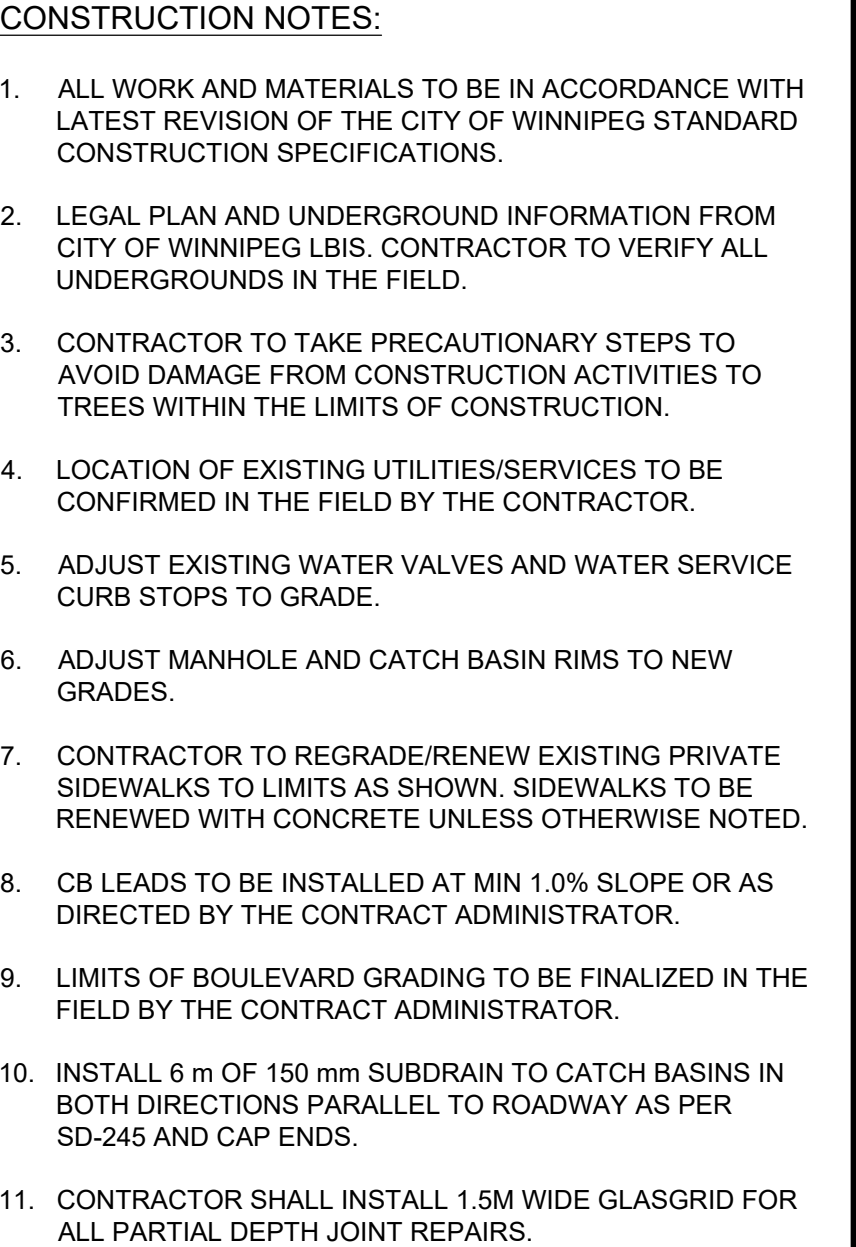 CONSTRUCTION NOTES:
1. ALL WORK AND MATERIALS TO BE IN ACCORDANCE WITH
LATEST REVISION OF THE CITY OF WINNIPEG STANDARD
CONSTRUCTION SPECIFICATIONS.
2. LEGAL PLAN AND UNDERGROUND INFORMATION FROM
CITY OF WINNIPEG LBIS. CONTRACTOR TO VERIFY ALL
UNDERGROUNDS IN THE FIELD.
3. CONTRACTOR TO TAKE PRECAUTIONARY STEPS TO
AVOID DAMAGE FROM CONSTRUCTION ACTIVITIES TO
TREES WITHIN THE LIMITS OF CONSTRUCTION.
4. LOCATION OF EXISTING UTILITIES/SERVICES TO BE
CONFIRMED IN THE FIELD BY THE CONTRACTOR.
5. ADJUST EXISTING WATER VALVES AND WATER SERVICE
CURB STOPS TO GRADE.
6. ADJUST MANHOLE AND CATCH BASIN RIMS TO NEW
GRADES.
7. CONTRACTOR TO REGRADE/RENEW EXISTING PRIVATE
SIDEWALKS TO LIMITS AS SHOWN. SIDEWALKS TO BE
RENEWED WITH CONCRETE UNLESS OTHERWISE NOTED.
8. CB LEADS TO BE INSTALLED AT MIN 1.0% SLOPE OR AS
DIRECTED BY THE CONTRACT ADMINISTRATOR.
9. LIMITS OF BOULEVARD GRADING TO BE FINALIZED IN THE
FIELD BY THE CONTRACT ADMINISTRATOR.
10. INSTALL 6 m OF 150 mm SUBDRAIN TO CATCH BASINS IN
BOTH DIRECTIONS PARALLEL TO ROADWAY AS PER
SD-245 AND CAP ENDS.
11. CONTRACTOR SHALL INSTALL 1.5M WIDE GLASGRID FOR
ALL PARTIAL DEPTH JOINT REPAIRS.